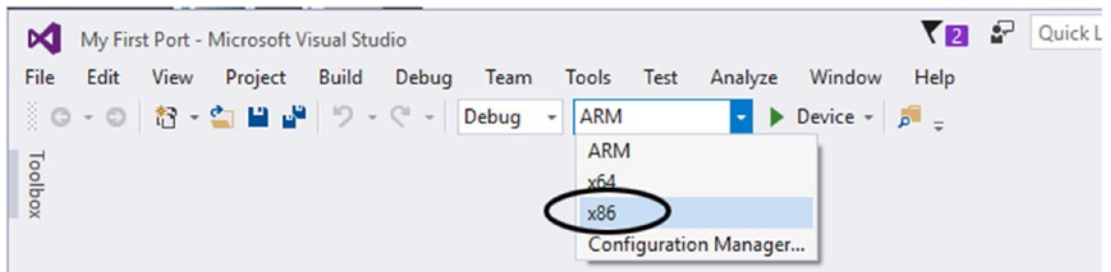 My First Port - Microsoft Visual Studio
2
Quick L
File Edit View Project Build Debug Team Tools Test Analyze Window Help
Debug ARM Device
Toolbox
ARM
x64
x86
Configuration Manager...